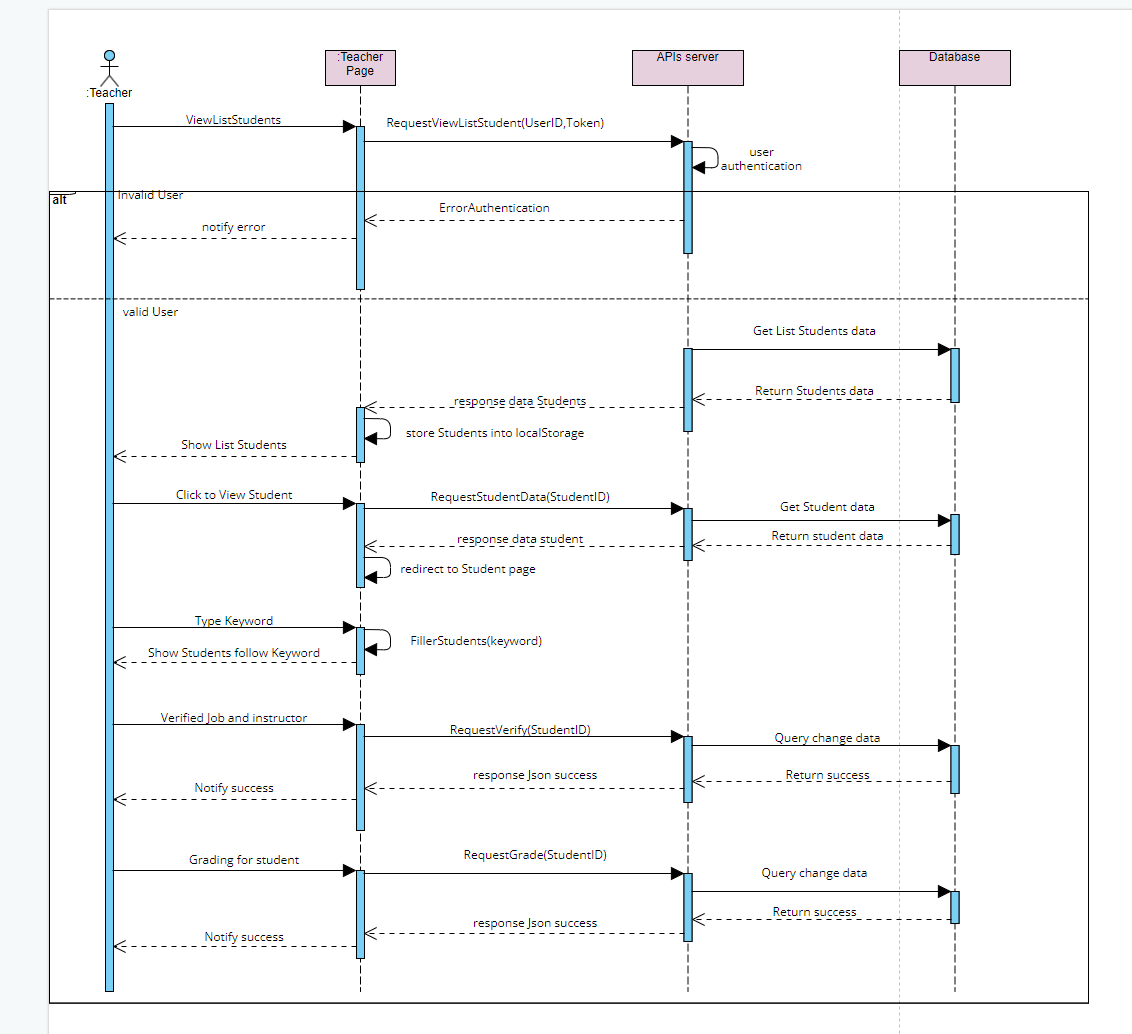 :Teacher
:Teacher
Page
APIs server
Database
ViewListStudents
RequestViewListStudent(UserID,Token)
user
authentication
alt
Invalid User
ErrorAuthentication
notify error
valid User
Get List Students data
Return Students data
response data Students
store Students into localStorage
Show List Students
Click to View Student
RequestStudentData(StudentID)
Get Student data
Return student data
response data student
redirect to Student page
Type Keyword
FillerStudents(keyword)
Show Students follow Keyword
Verified Job and instructor
RequestVerify(StudentID)
Query change data
Return success
response Json success
Notify success
Grading for student
RequestGrade(StudentID)
Query change data
Return success
response Json success
Notify success